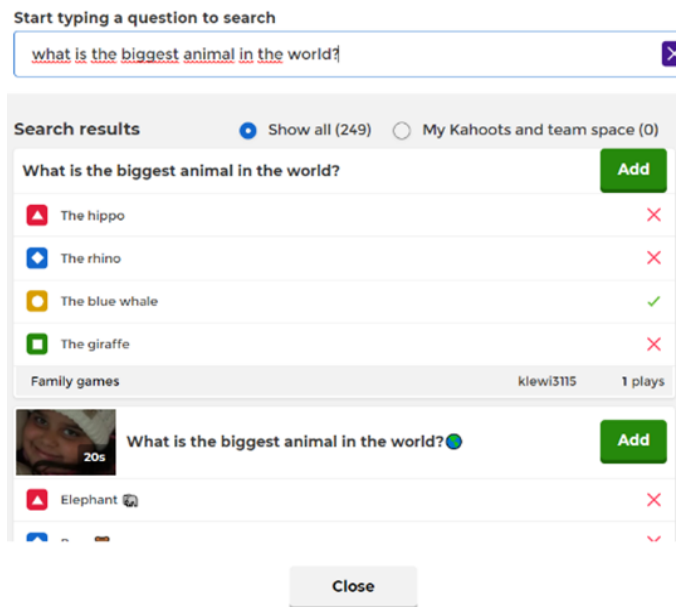 Start typing a question to search
what is the biggest animal in the world?
Search results Show all (249) My Kahoots and team space (0)
What is the biggest animal in the world? Add
The hippo
The rhino
The blue whale
The giraffe
Family games klewi3115 1 plays
20s What is the biggest animal in the world?🌎 Add
Elephant 🐘
Close